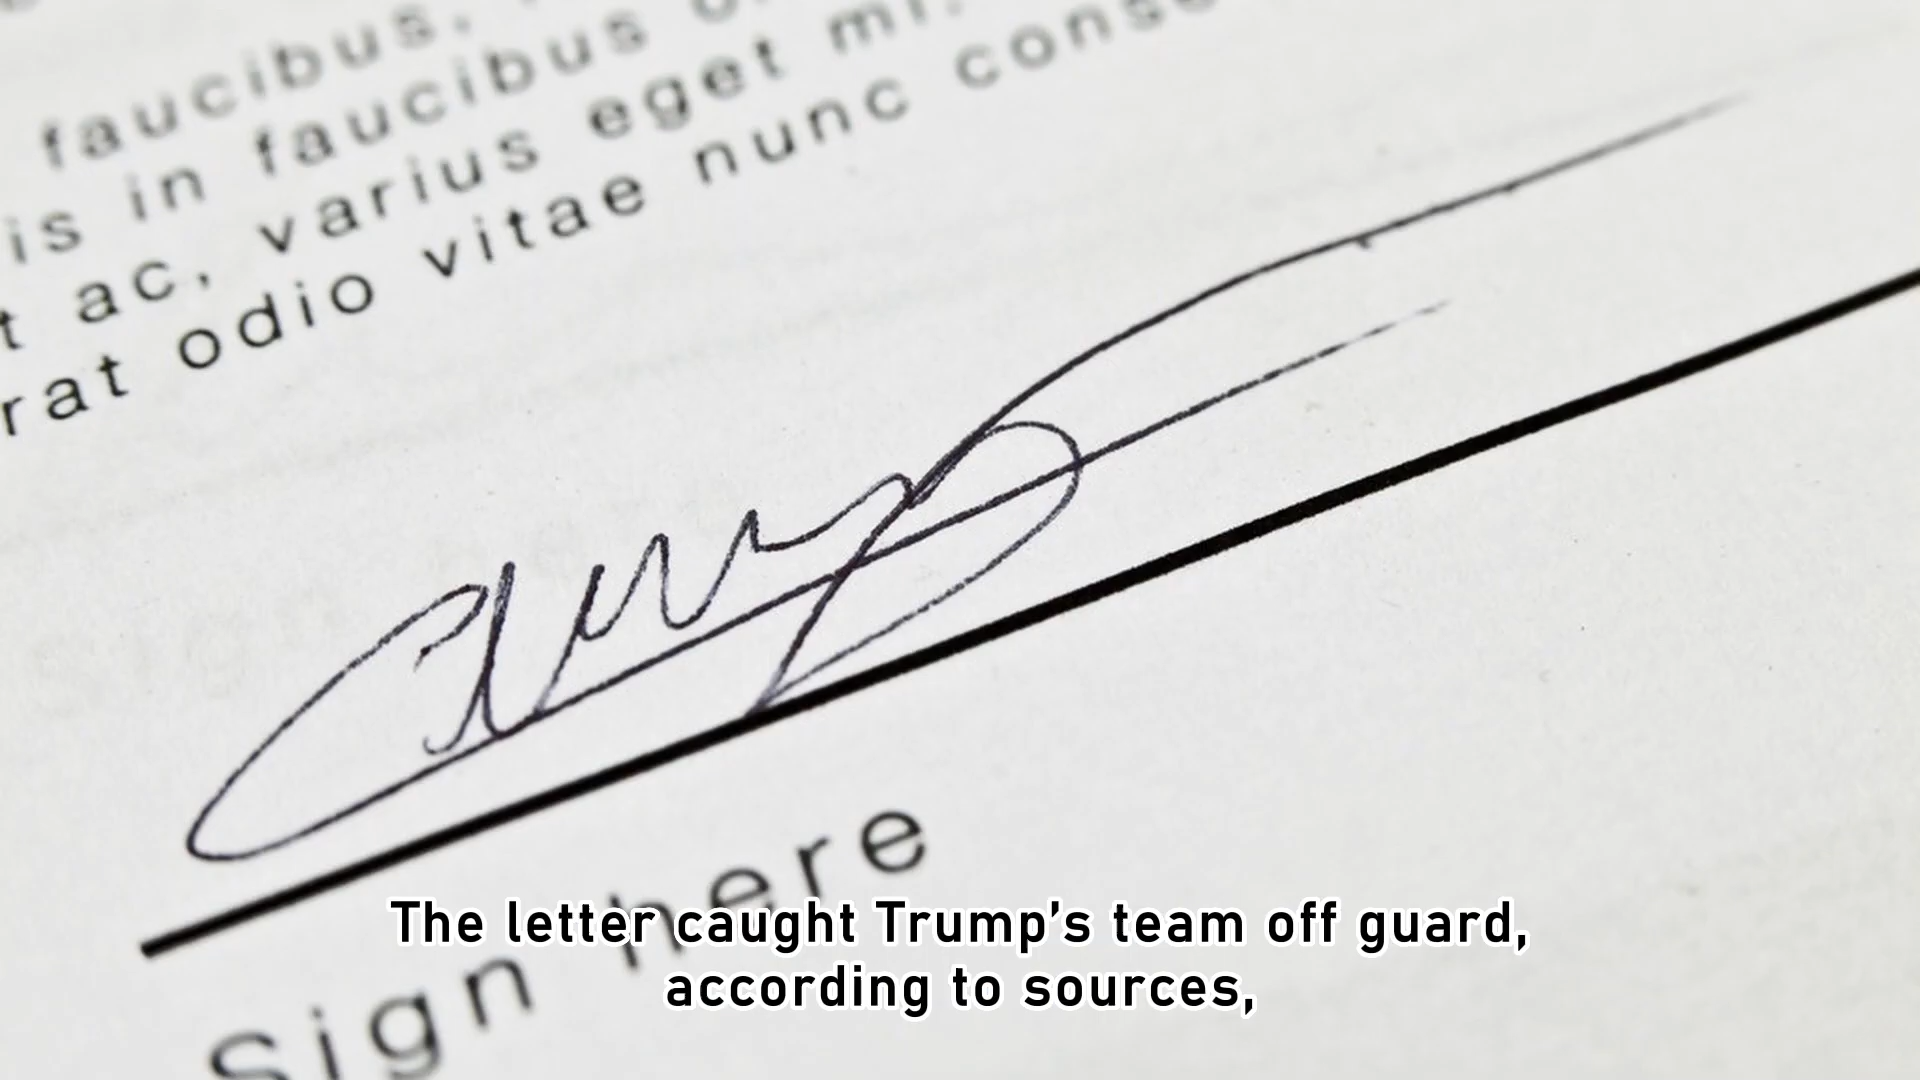 faucibus,
is in faucibus
t ac, varius eget mi,
rat odio vitae nunc conse
Sign here
The letter caught Trump’s team off guard,
according to sources,